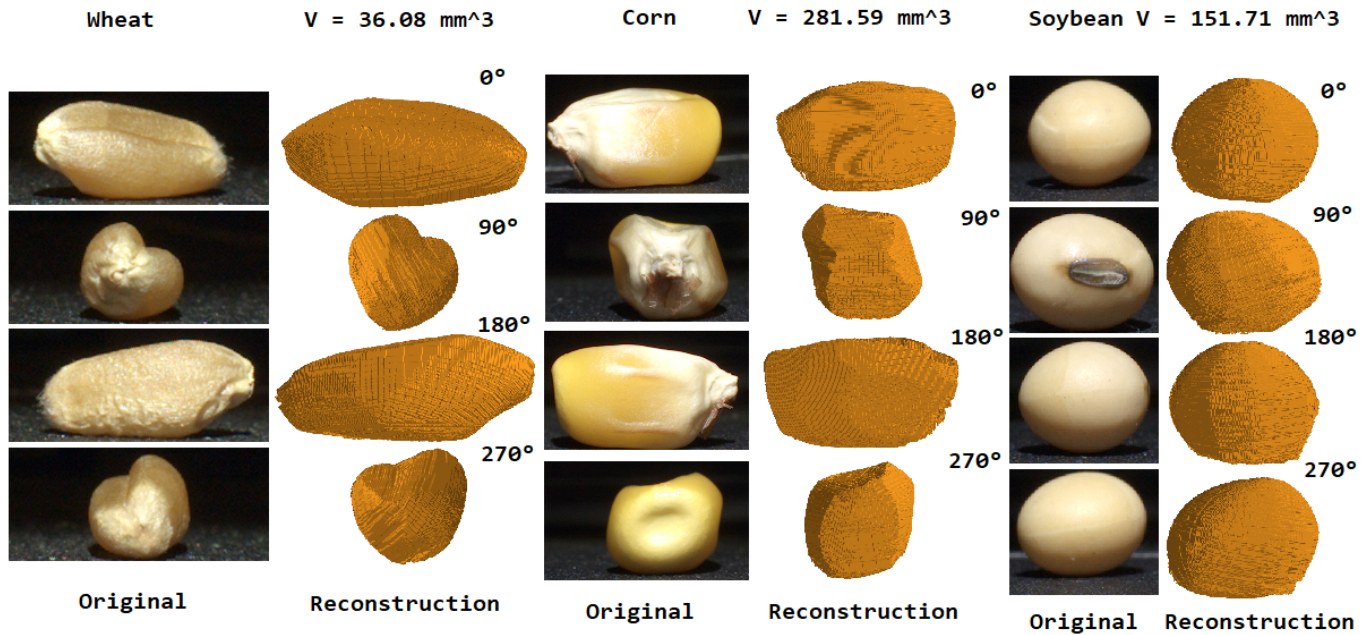 Wheat V = 36.08 mm^3 Corn V = 281.59 mm^3 Soybean V = 151.71 mm^3
0° 0° 0°
90° 90° 90°
180° 180° 180°
270° 270° 270°
Original Reconstruction Original Reconstruction Original Reconstruction